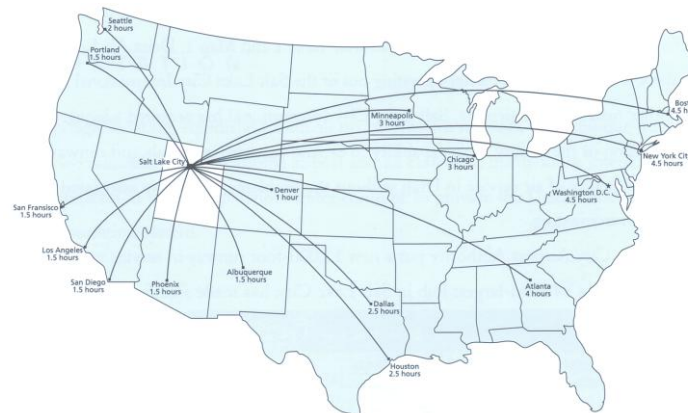 Seattle
2 hours
Portland
1.5 hours
Salt Lake City
San Fransisco
1.5 hours
Los Angeles
1.5 hours
San Diego
1.5 hours
Phoenix
1.5 hours
Albuquerque
1.5 hours
Denver
1 hour
Dallas
2.5 hours
Houston
2.5 hours
Minneapolis
3 hours
Chicago
3 hours
Atlanta
4 hours
Washington D.C.
4.5 hours
New York Cit
4.5 hours
Bos
4.5 h